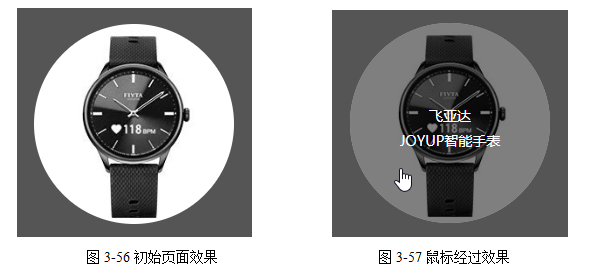 FIYTA
118 BPM
图 3-56 初始页面效果
飞亚达
118 BPM
JOYUP智能手表
图 3-57 鼠标经过效果